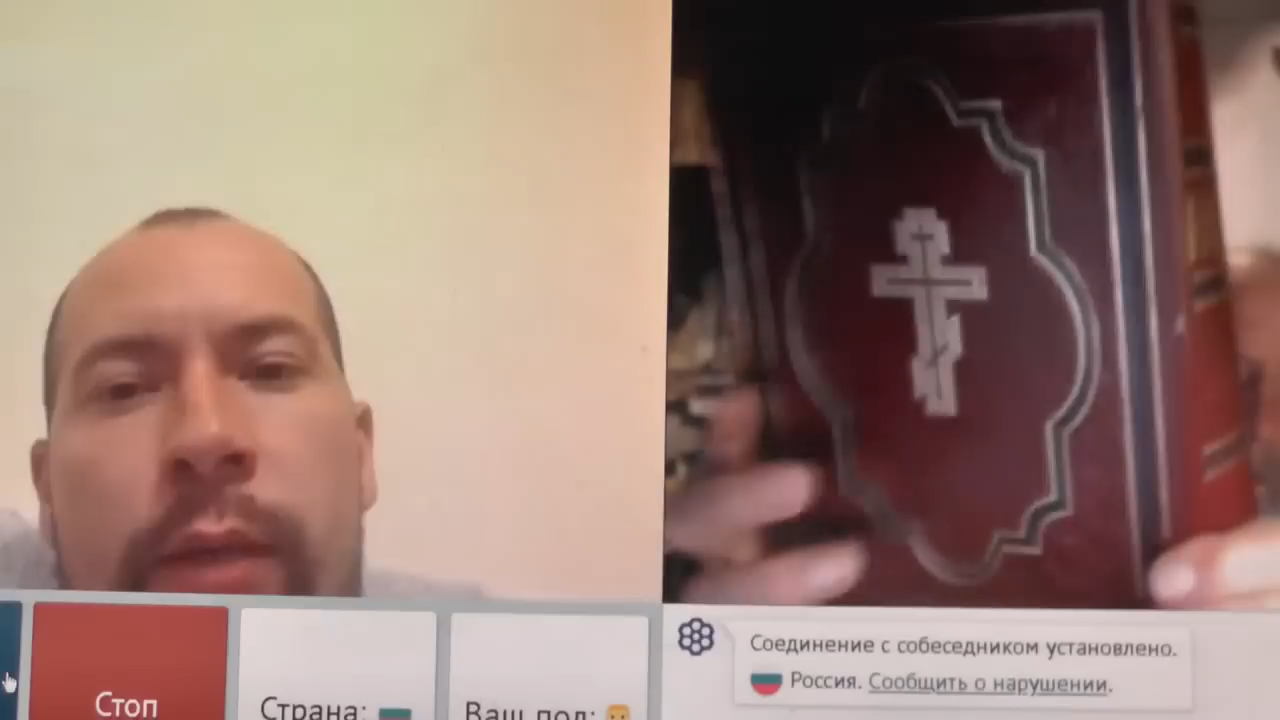 Стоп
Страна:
Ваш пол:
Соединение с собеседником установлено.
Россия. Сообщить о нарушении.